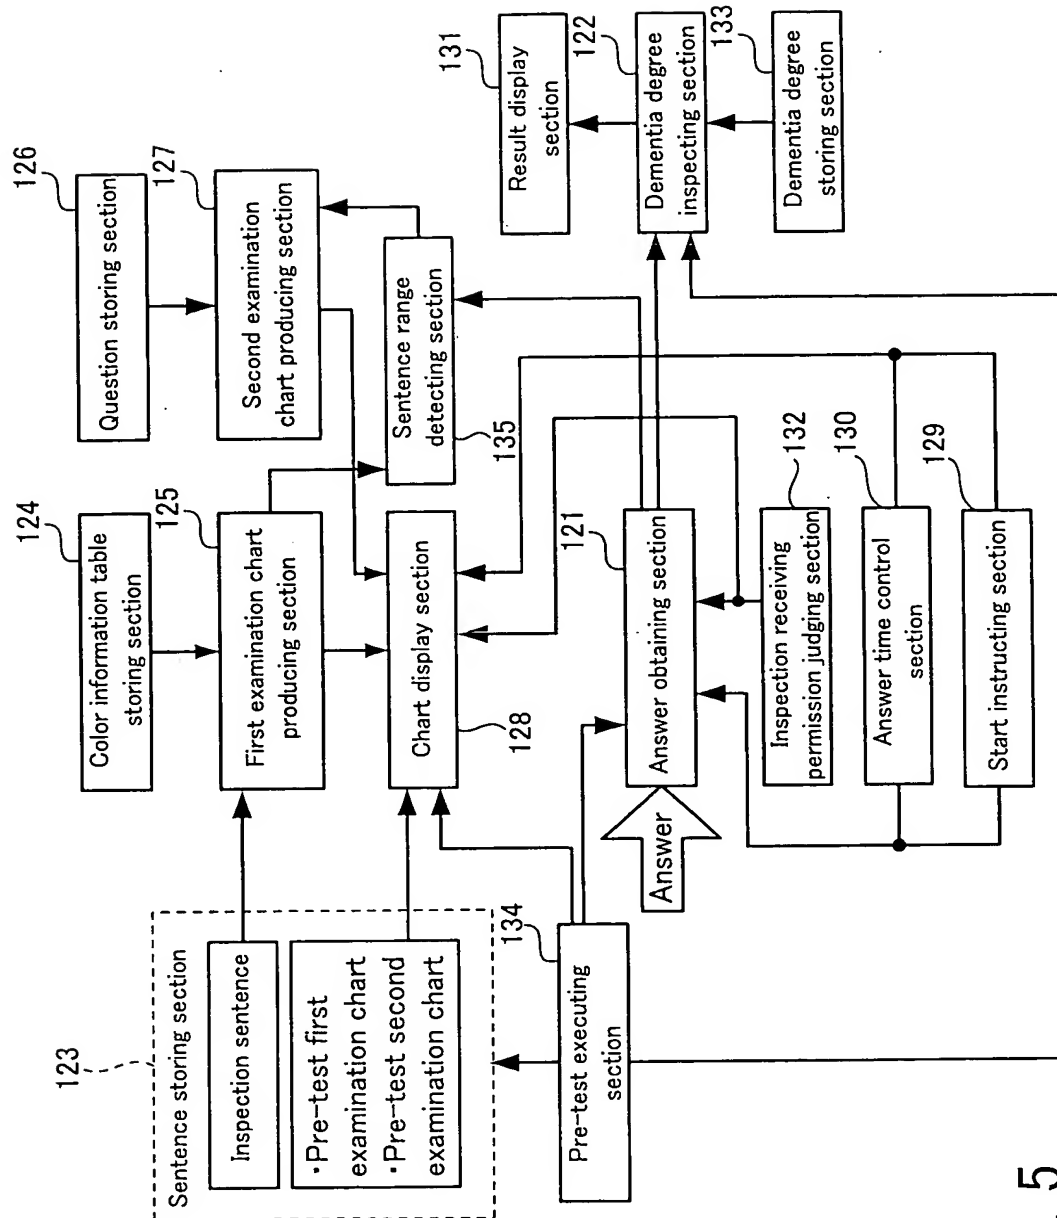 123
Sentence storing section
Inspection sentence
・Pre-test first
examination chart
・Pre-test second
examination chart
124
Color information table
storing section
125
First examination chart
producing section
126
Question storing section
127
Second examination
chart producing section
Sentence range
detecting section
135
Chart display section
128
134
Pre-test executing
section
Answer
121
Answer obtaining section
Inspection receiving
permission judging section
132
Answer time control
section
130
Start instructing section
129
131
Result display
section
122
Dementia degree
inspecting section
133
Dementia degree
storing section
5